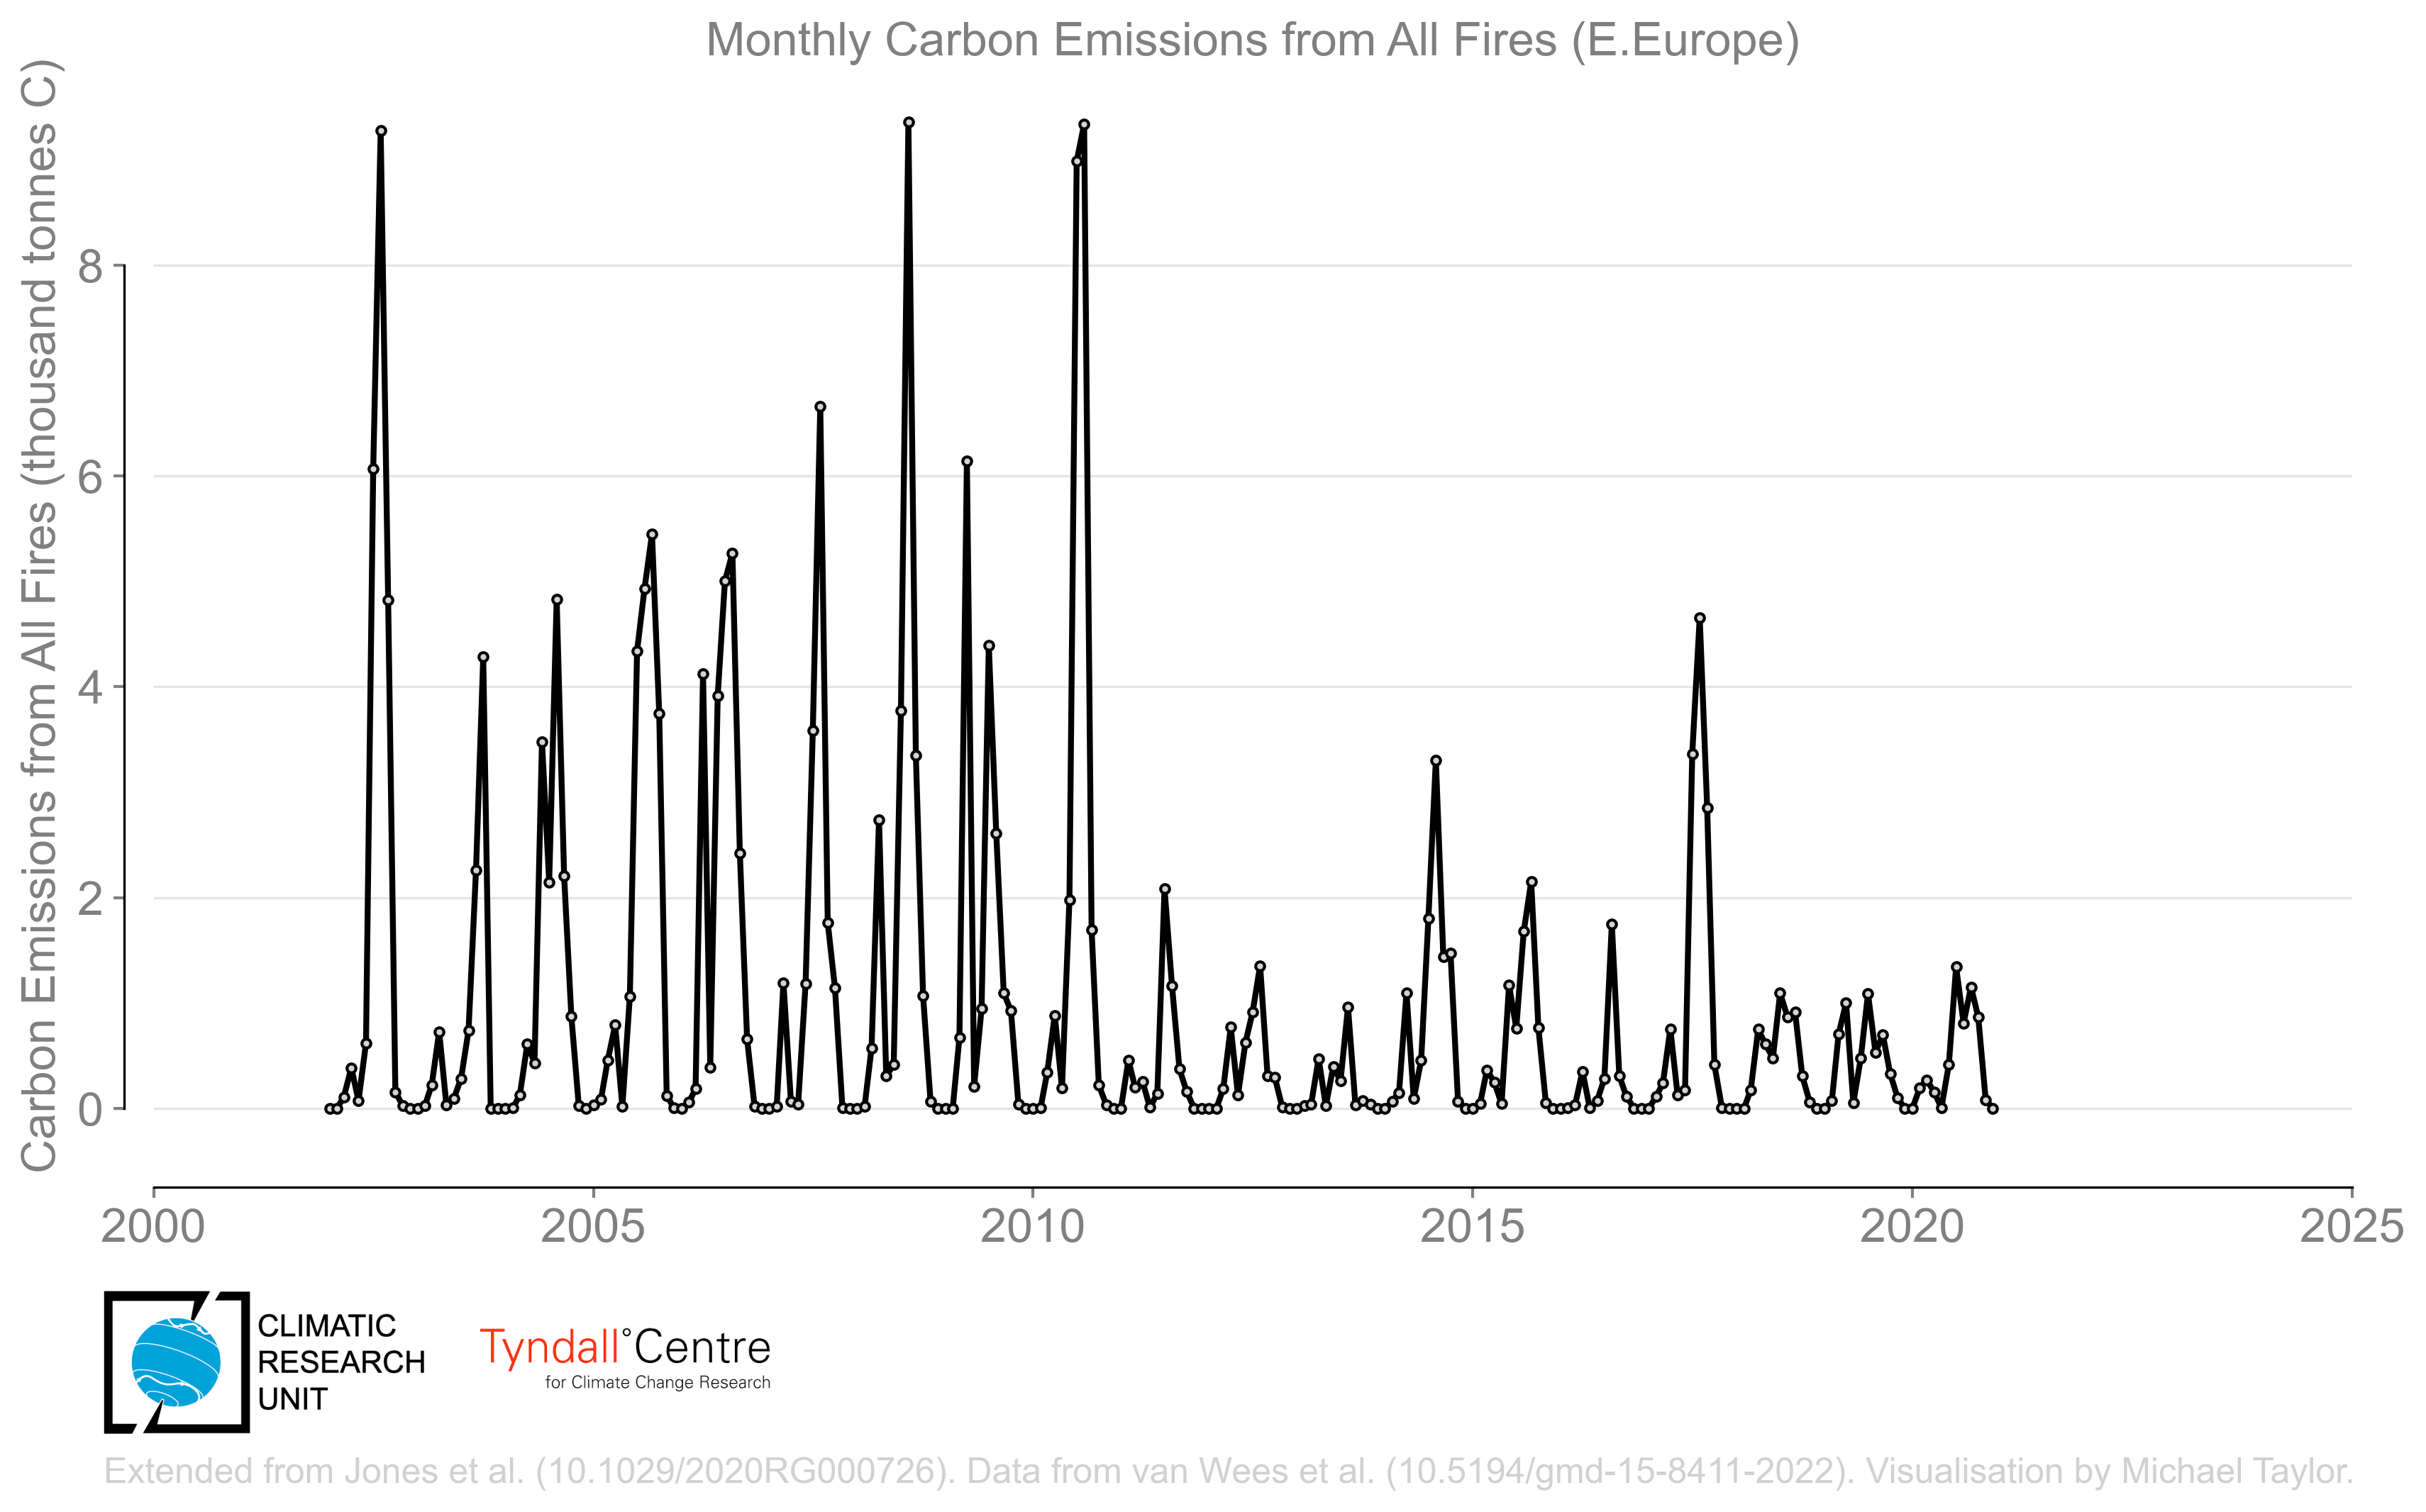 Monthly Carbon Emissions from All Fires (E.Europe)
Carbon Emissions from All Fires (thousand tonnes C)
8
6
4
2
0
2000 2005 2010 2015 2020 2025
CLIMATIC
RESEARCH
UNIT
Tyndall°Centre
for Climate Change Research
Extended from Jones et al. (10.1029/2020RG000726). Data from van Wees et al. (10.5194/gmd-15-8411-2022). Visualisation by Michael Taylor.